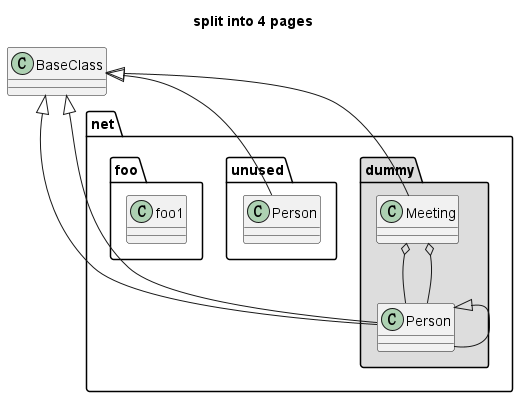 split into 4 pages
C BaseClass
net
foo
unused
dummy
C foo1
C Person
C Meeting
C Person